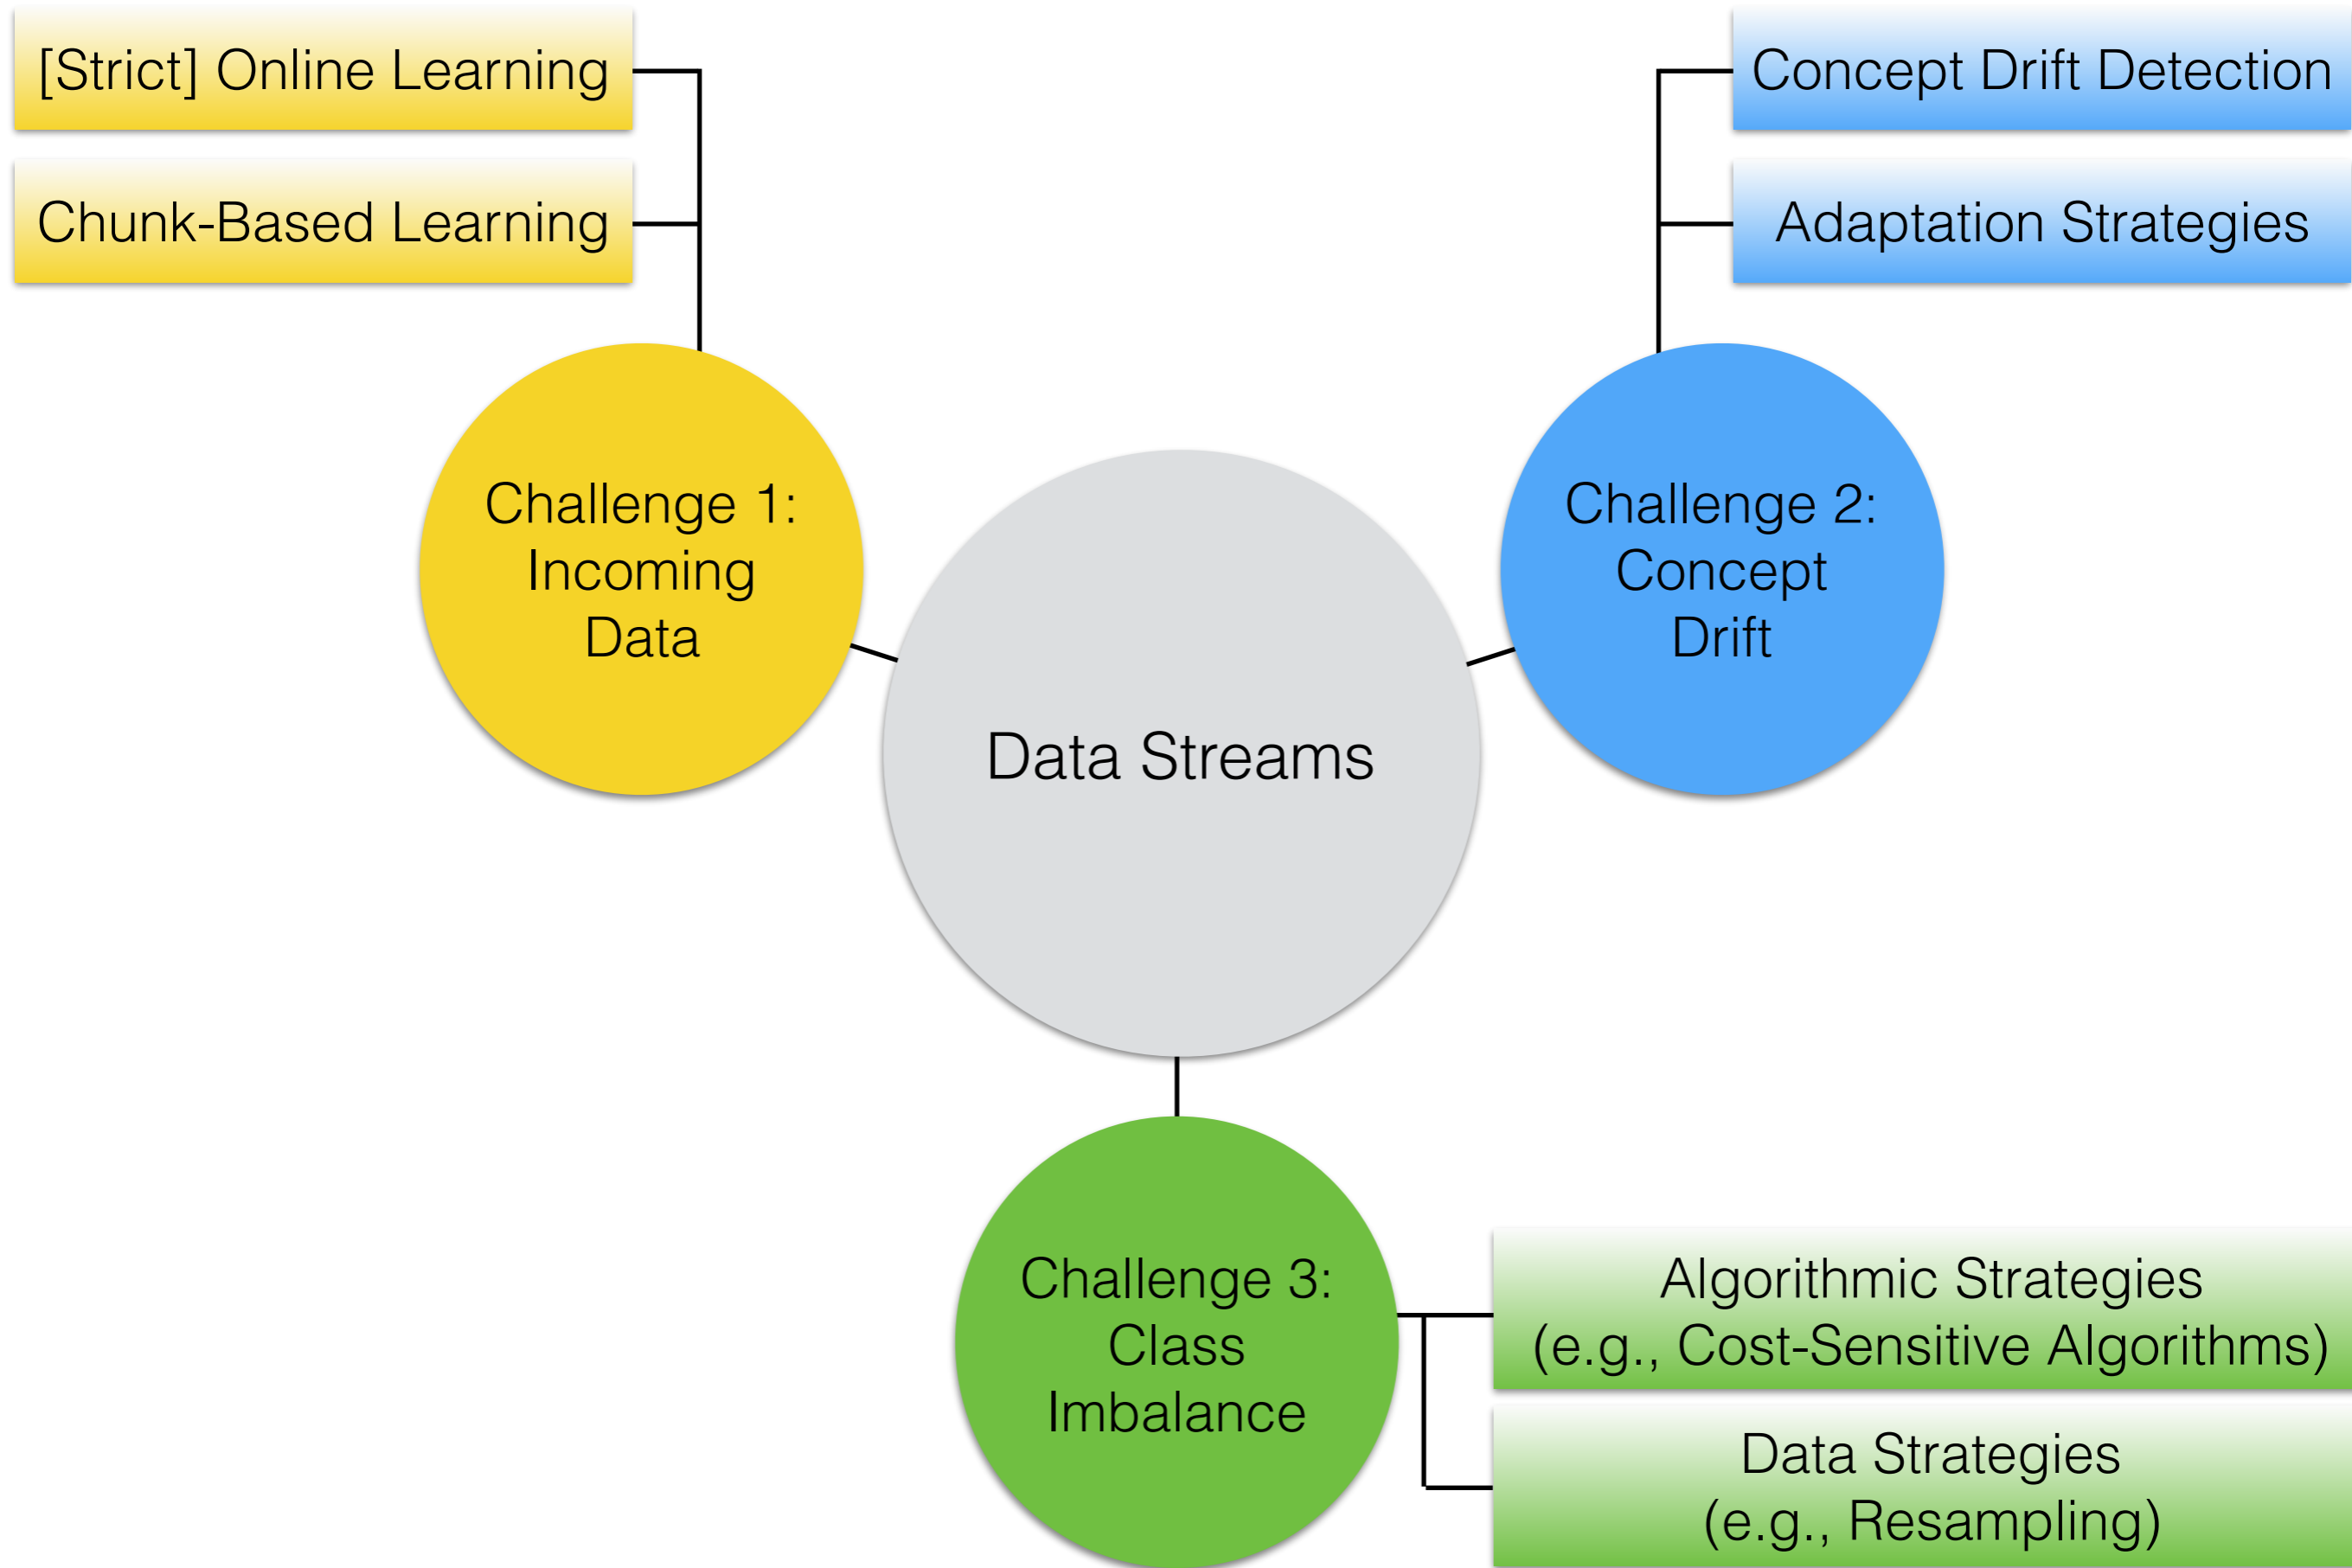 [Strict] Online Learning
Chunk-Based Learning
Concept Drift Detection
Adaptation Strategies
Challenge 1:
Incoming
Data
Challenge 2:
Concept
Drift
Data Streams
Challenge 3:
Class
Imbalance
Algorithmic Strategies
(e.g., Cost-Sensitive Algorithms)
Data Strategies
(e.g., Resampling)